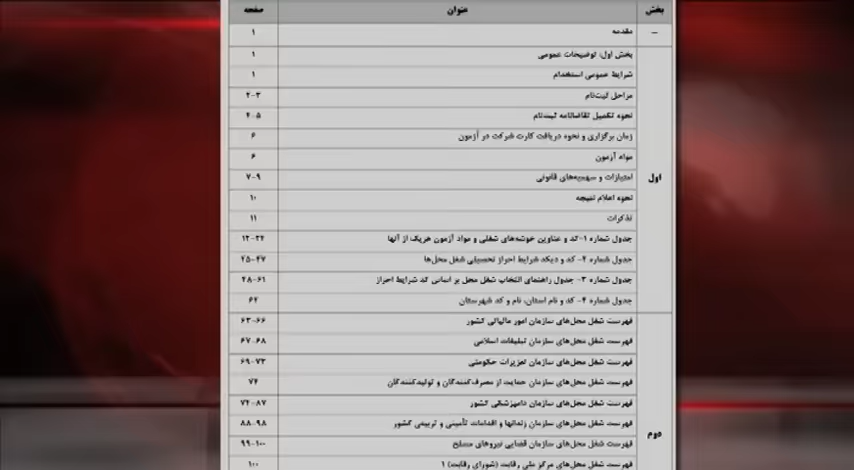 بخش عنوان صفحه
– مقدمه ۱
اول
بخش اول: توضیحات عمومی ۱
شرایط عمومی استخدام ۱
مراحل ثبت‌نام ۲-۳
نحوه تکمیل تقاضانامه ثبت‌نام ۴-۵
زمان برگزاری و نحوه دریافت کارت شرکت در آزمون ۶
مواد آزمون ۶
امتیازات و سهمیه‌های قانونی ۷-۹
نحوه اعلام نتیجه ۱۰
تذکرات ۱۱
جدول شماره ۱-کد و عناوین خوشه‌های شغلی و مواد آزمون هریک از آنها ۱۲-۲۴
جدول شماره ۲- کد و دیکد شرایط احراز تحصیلی شغل محل‌ها ۲۵-۴۷
جدول شماره ۳- جدول راهنمای انتخاب شغل محل بر اساس کد شرایط احراز ۴۸-۶۱
جدول شماره ۴- کد و نام استان، نام و کد شهرستان ۶۲
دوم
فهرست شغل محل‌های سازمان امور مالیاتی کشور ۶۳-۶۶
فهرست شغل محل‌های سازمان تبلیغات اسلامی ۶۷-۶۸
فهرست شغل محل‌های سازمان تعزیرات حکومتی ۶۹-۷۳
فهرست شغل محل‌های سازمان حمایت از مصرف‌کنندگان و تولیدکنندگان ۷۴
فهرست شغل محل‌های سازمان دامپزشکی کشور ۷۴-۸۷
فهرست شغل محل‌های سازمان زندانها و اقدامات تأمینی و تربیتی کشور ۸۸-۹۸
فهرست شغل محل‌های سازمان قضایی نیروهای مسلح ۹۹-۱۰۰
فهرست شغل محل‌های مرکز ملی رقابت (شورای رقابت) ۱ ۱۰۰